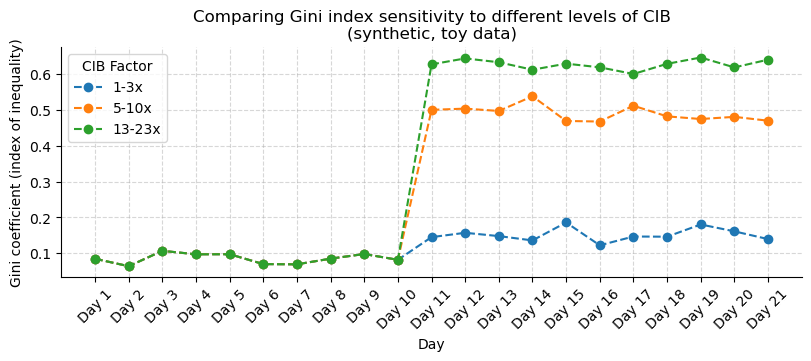 Comparing Gini index sensitivity to different levels of CIB
(synthetic, toy data)
Gini coefficient (index of inequality)
0.6
0.5
0.4
0.3
0.2
0.1
CIB Factor
1-3x
5-10x
13-23x
Day 1
Day 2
Day 3
Day 4
Day 5
Day 6
Day 7
Day 8
Day 9
Day 10
Day 11
Day 12
Day 13
Day 14
Day 15
Day 16
Day 17
Day 18
Day 19
Day 20
Day 21
Day